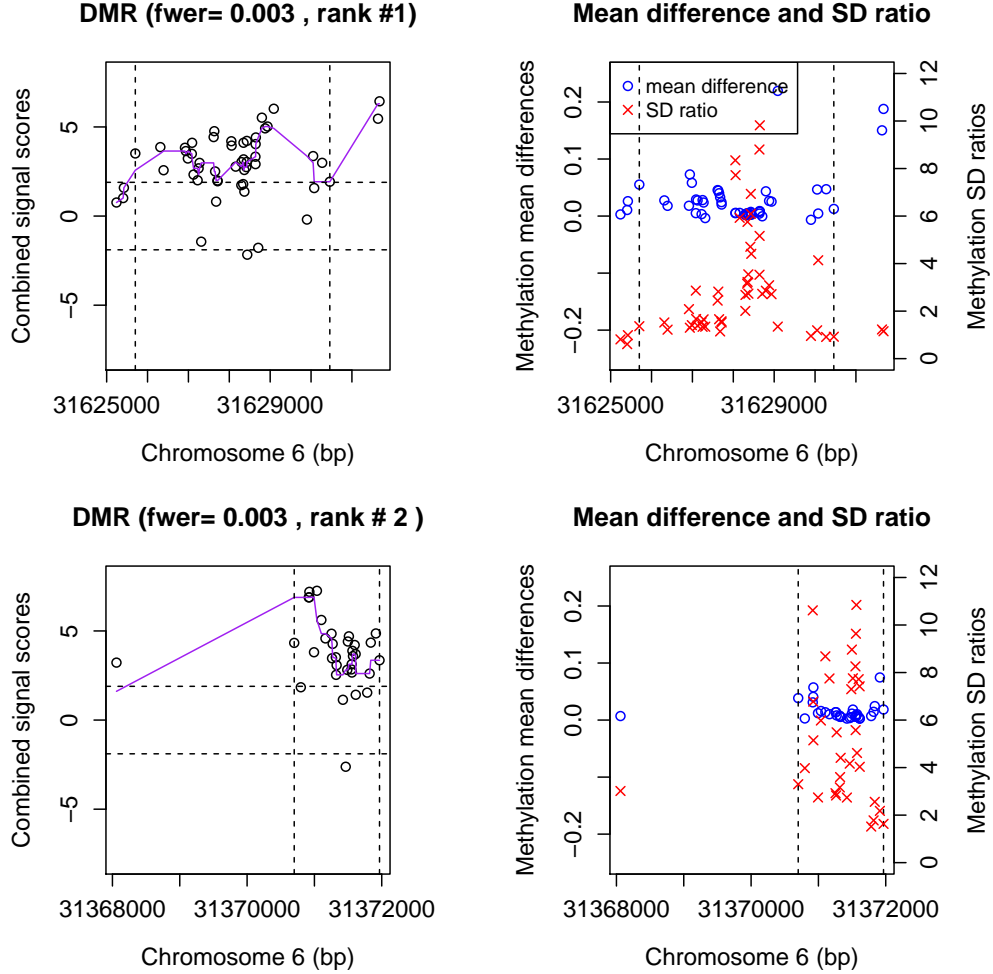 DMR (fwer= 0.003 , rank #1)
Combined signal scores
5
0
−5
31625000 31629000
Chromosome 6 (bp)
Mean difference and SD ratio
mean difference
SD ratio
Methylation mean differences
0.2
0.1
0.0
−0.2
Methylation SD ratios
12
10
8
6
4
2
0
31625000 31629000
Chromosome 6 (bp)
DMR (fwer= 0.003 , rank # 2 )
Combined signal scores
5
0
−5
31368000 31370000 31372000
Chromosome 6 (bp)
Mean difference and SD ratio
Methylation mean differences
0.2
0.1
0.0
−0.2
Methylation SD ratios
12
10
8
6
4
2
0
31368000 31370000 31372000
Chromosome 6 (bp)